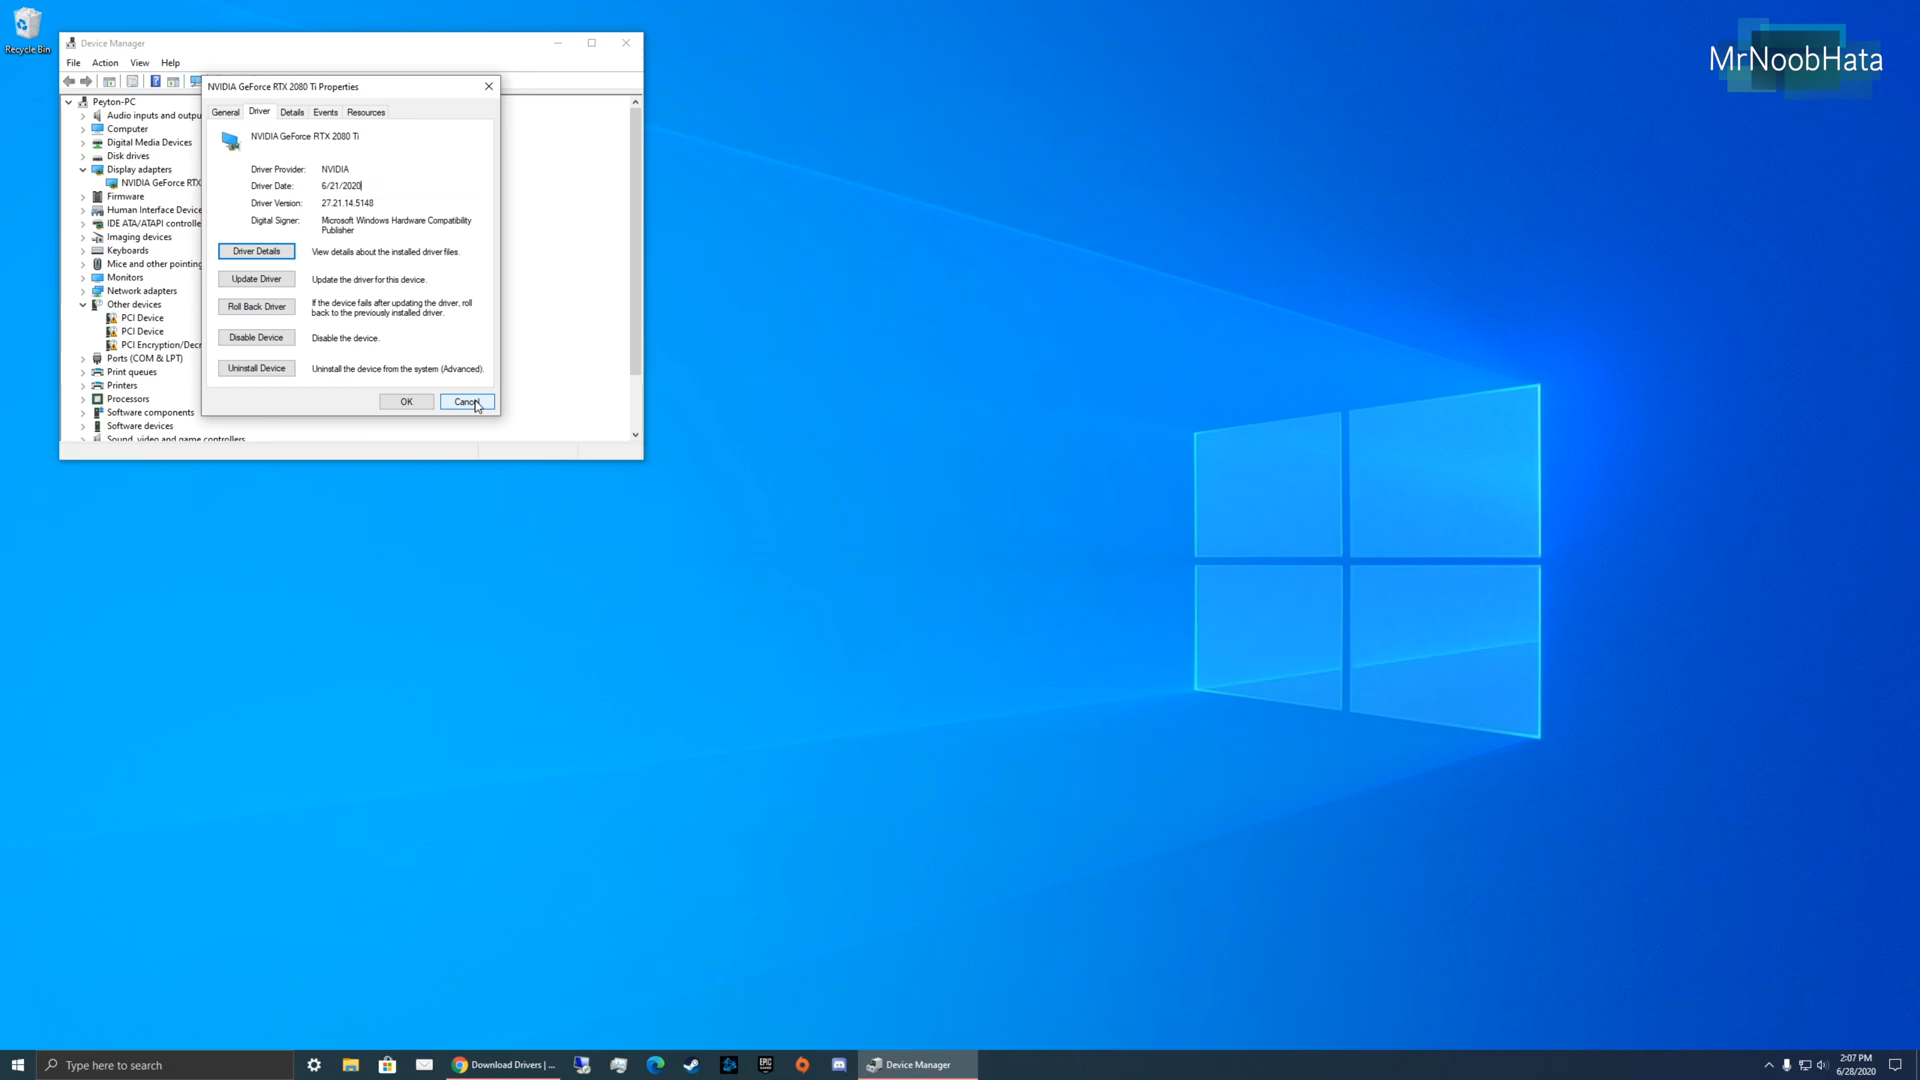 Recycle Bin
MrNoobHata
Device Manager
File Action View Help
Peyton-PC
Audio inputs and outpu
Computer
Digital Media Devices
Disk drives
Display adapters
NVIDIA GeForce RTX
Firmware
Human Interface Device
IDE ATA/ATAPI controlle
Imaging devices
Keyboards
Mice and other pointing
Monitors
Network adapters
Other devices
PCI Device
PCI Device
PCI Encryption/Decr
Ports (COM & LPT)
Print queues
Printers
Processors
Software components
Software devices
Sound, video and game controllers
NVIDIA GeForce RTX 2080 Ti Properties
General Driver Details Events Resources
NVIDIA GeForce RTX 2080 Ti
Driver Provider: NVIDIA
Driver Date: 6/21/2020
Driver Version: 27.21.14.5148
Digital Signer: Microsoft Windows Hardware Compatibility
Publisher
Driver Details View details about the installed driver files.
Update Driver Update the driver for this device.
Roll Back Driver If the device fails after updating the driver, roll
back to the previously installed driver.
Disable Device Disable the device.
Uninstall Device Uninstall the device from the system (Advanced).
OK Cancel
Type here to search
Download Drivers | ...
EPIC GAMES
Device Manager
2:07 PM
6/28/2020